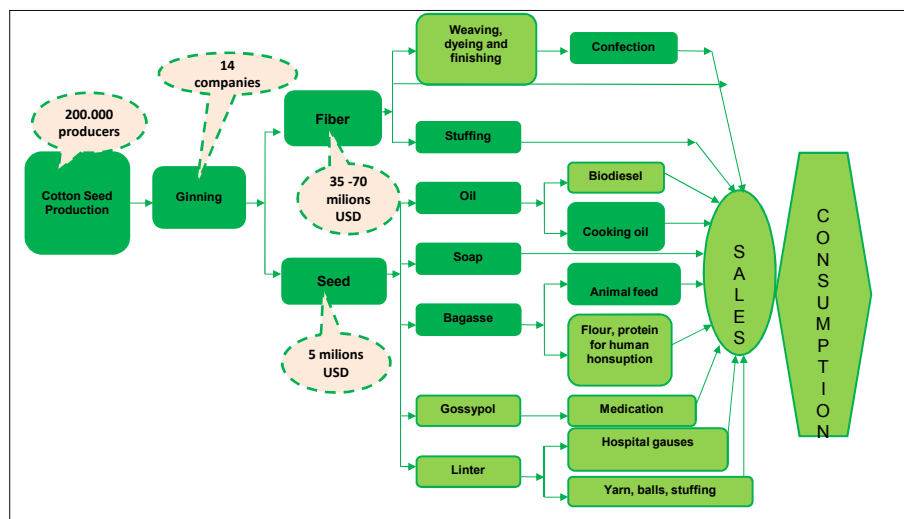 200.000
producers
Cotton Seed
Production
14
companies
Ginning
Fiber
35 -70
milions
USD
Seed
5 milions
USD
Weaving,
dyeing and
finishing
Confection
Stuffing
Oil
Biodiesel
Cooking oil
Soap
Bagasse
Animal feed
Flour, protein
for human
honsuption
Gossypol
Medication
Linter
Hospital gauses
Yarn, balls, stuffing
SALES
CONSUMPTION